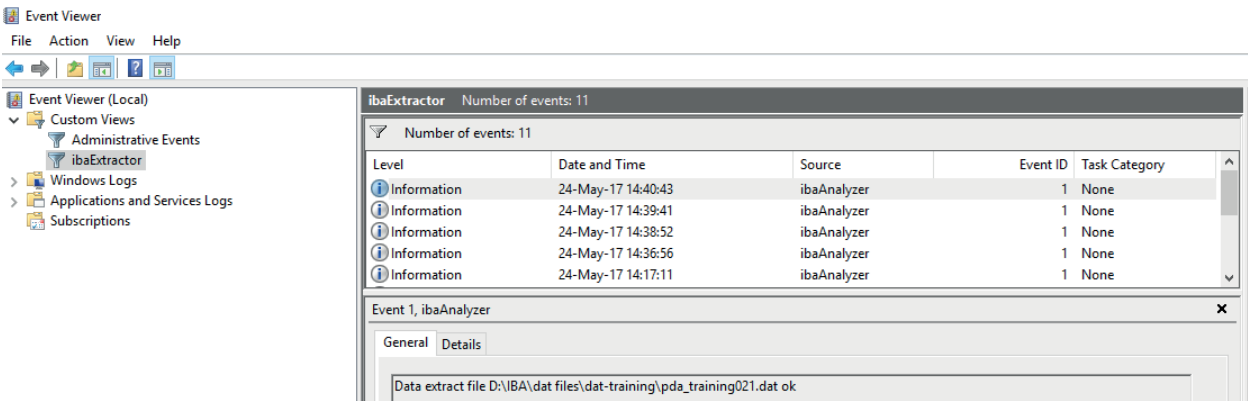 Event Viewer
File Action View Help
Event Viewer (Local)
Custom Views
Administrative Events
ibaExtractor
Windows Logs
Applications and Services Logs
Subscriptions
ibaExtractor Number of events: 11
Number of events: 11
Level Date and Time Source Event ID Task Category
Information 24-May-17 14:40:43 ibaAnalyzer 1 None
Information 24-May-17 14:39:41 ibaAnalyzer 1 None
Information 24-May-17 14:38:52 ibaAnalyzer 1 None
Information 24-May-17 14:36:56 ibaAnalyzer 1 None
Information 24-May-17 14:17:11 ibaAnalyzer 1 None
Event 1, ibaAnalyzer
General Details
Data extract file D:\IBA\dat files\dat-training\pda_training021.dat ok